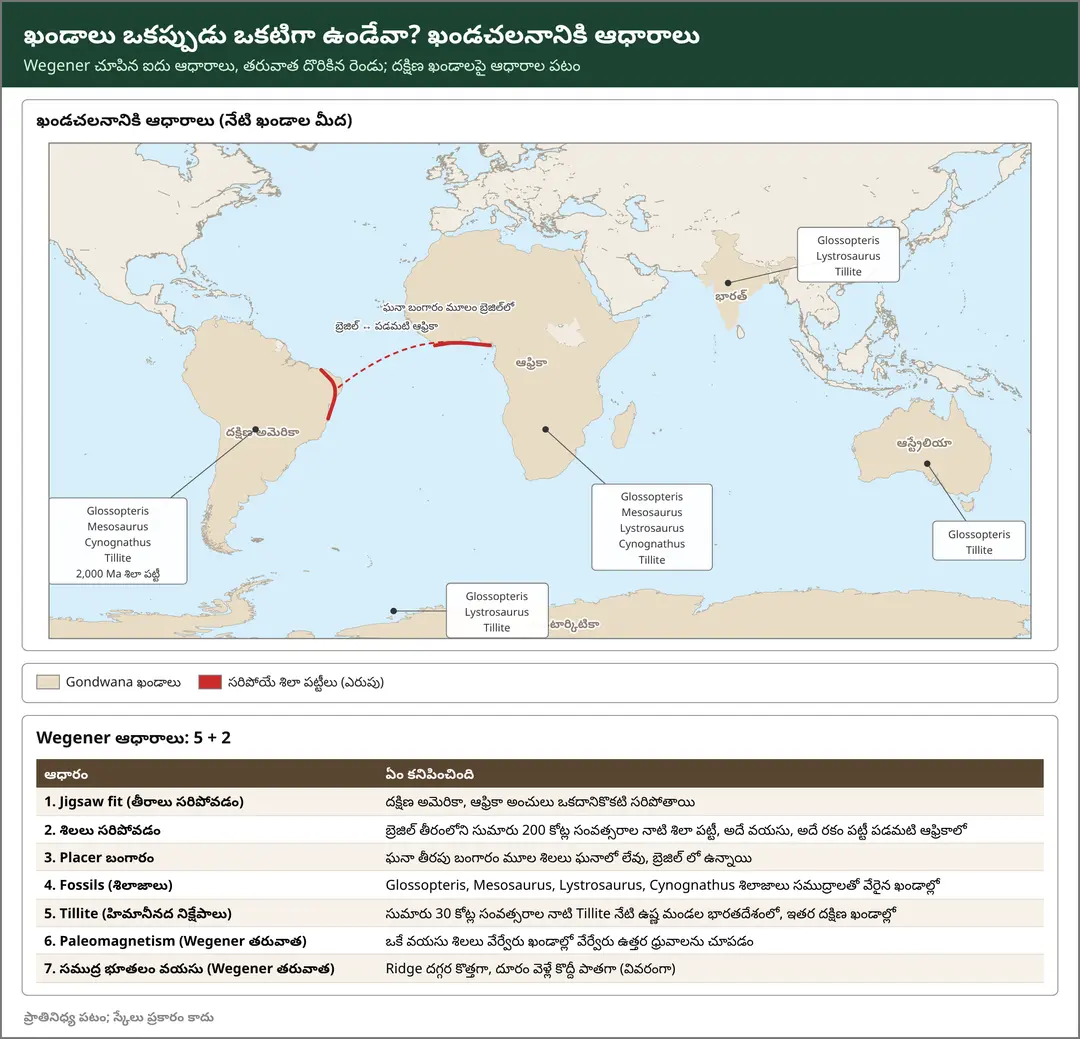 ఖండాలు ఒకప్పుడు ఒకటిగా ఉండేవా? ఖండచలనానికి ఆధారాలు
Wegener చూపిన ఐదు ఆధారాలు, తరువాత దొరికిన రెండు; దక్షిణ ఖండాలపై ఆధారాల పటం
ఖండచలనానికి ఆధారాలు (నేటి ఖండాల మీద)
Glossopteris
Lystrosaurus
Tillite
భారత్
ఘనా బంగారం మూలం బ్రెజిల్‌లో
బ్రెజిల్ ↔ పడమటి ఆఫ్రికా
ఆఫ్రికా
దక్షిణ అమెరికా
ఆస్ట్రేలియా
Glossopteris
Mesosaurus
Cynognathus
Tillite
2,000 Ma శిలా పట్టీ
Glossopteris
Mesosaurus
Lystrosaurus
Cynognathus
Tillite
Glossopteris
Tillite
Glossopteris
Lystrosaurus
Tillite
టార్కిటికా
Gondwana ఖండాలు
సరిపోయే శిలా పట్టీలు (ఎరుపు)
Wegener ఆధారాలు: 5 + 2
ఆధారం ఏం కనిపించింది
1. Jigsaw fit (తీరాలు సరిపోవడం) దక్షిణ అమెరికా, ఆఫ్రికా అంచులు ఒకదానికొకటి సరిపోతాయి
2. శిలలు సరిపోవడం బ్రెజిల్ తీరంలోని సుమారు 200 కోట్ల సంవత్సరాల నాటి శిలా పట్టీ, అదే వయసు, అదే రకం పట్టీ పడమటి ఆఫ్రికాలో
3. Placer బంగారం ఘనా తీరపు బంగారం మూల శిలలు ఘనాలో లేవు, బ్రెజిల్ లో ఉన్నాయి
4. Fossils (శిలాజాలు) Glossopteris, Mesosaurus, Lystrosaurus, Cynognathus శిలాజాలు సముద్రాలతో వేరైన ఖండాల్లో
5. Tillite (హిమానీనద నిక్షేపాలు) సుమారు 30 కోట్ల సంవత్సరాల నాటి Tillite నేటి ఉష్ణ మండల భారతదేశంలో, ఇతర దక్షిణ ఖండాల్లో
6. Paleomagnetism (Wegener తరువాత) ఒకే వయసు శిలలు వేర్వేరు ఖండాల్లో వేర్వేరు ఉత్తర ధ్రువాలను చూపడం
7. సముద్ర భూతలం వయసు (Wegener తరువాత) Ridge దగ్గర కొత్తగా, దూరం వెళ్లే కొద్దీ పాతగా (వివరంగా)
ప్రాతినిధ్య పటం; స్కేలు ప్రకారం కాదు